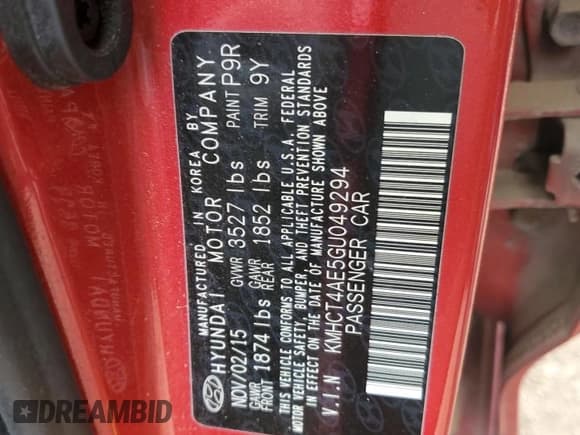 MANUFACTURED IN KOREA BY
HYUNDAI MOTOR COMPANY
NOV/02/15 GVWR 3527 lbs PAINT P9R
GAWR FRONT 1874 lbs GAWR REAR 1852 lbs TRIM 9Y
THIS VEHICLE CONFORMS TO ALL APPLICABLE U.S.A. FEDERAL
MOTOR VEHICLE SAFETY, BUMPER, AND THEFT PREVENTION STANDARDS
IN EFFECT ON THE DATE OF MANUFACTURE SHOWN ABOVE
V.I.N KMHCT4AE5GU049294
PASSENGER CAR
DREAMBID